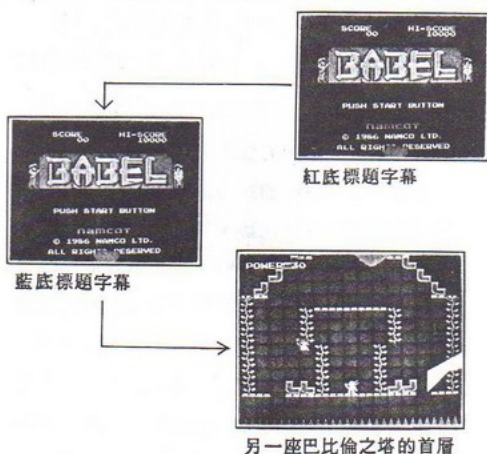 SCORE HI-SCORE
00 10000
BABEL
PUSH START BUTTON
namcot
© 1986 NAMCO LTD.
ALL RIGHTS RESERVED
紅底標題字幕
SCORE HI-SCORE
00 10000
BABEL
PUSH START BUTTON
namcot
© 1986 NAMCO LTD.
ALL RIGHTS RESERVED
藍底標題字幕
POWER 30
另一座巴比倫之塔的首層